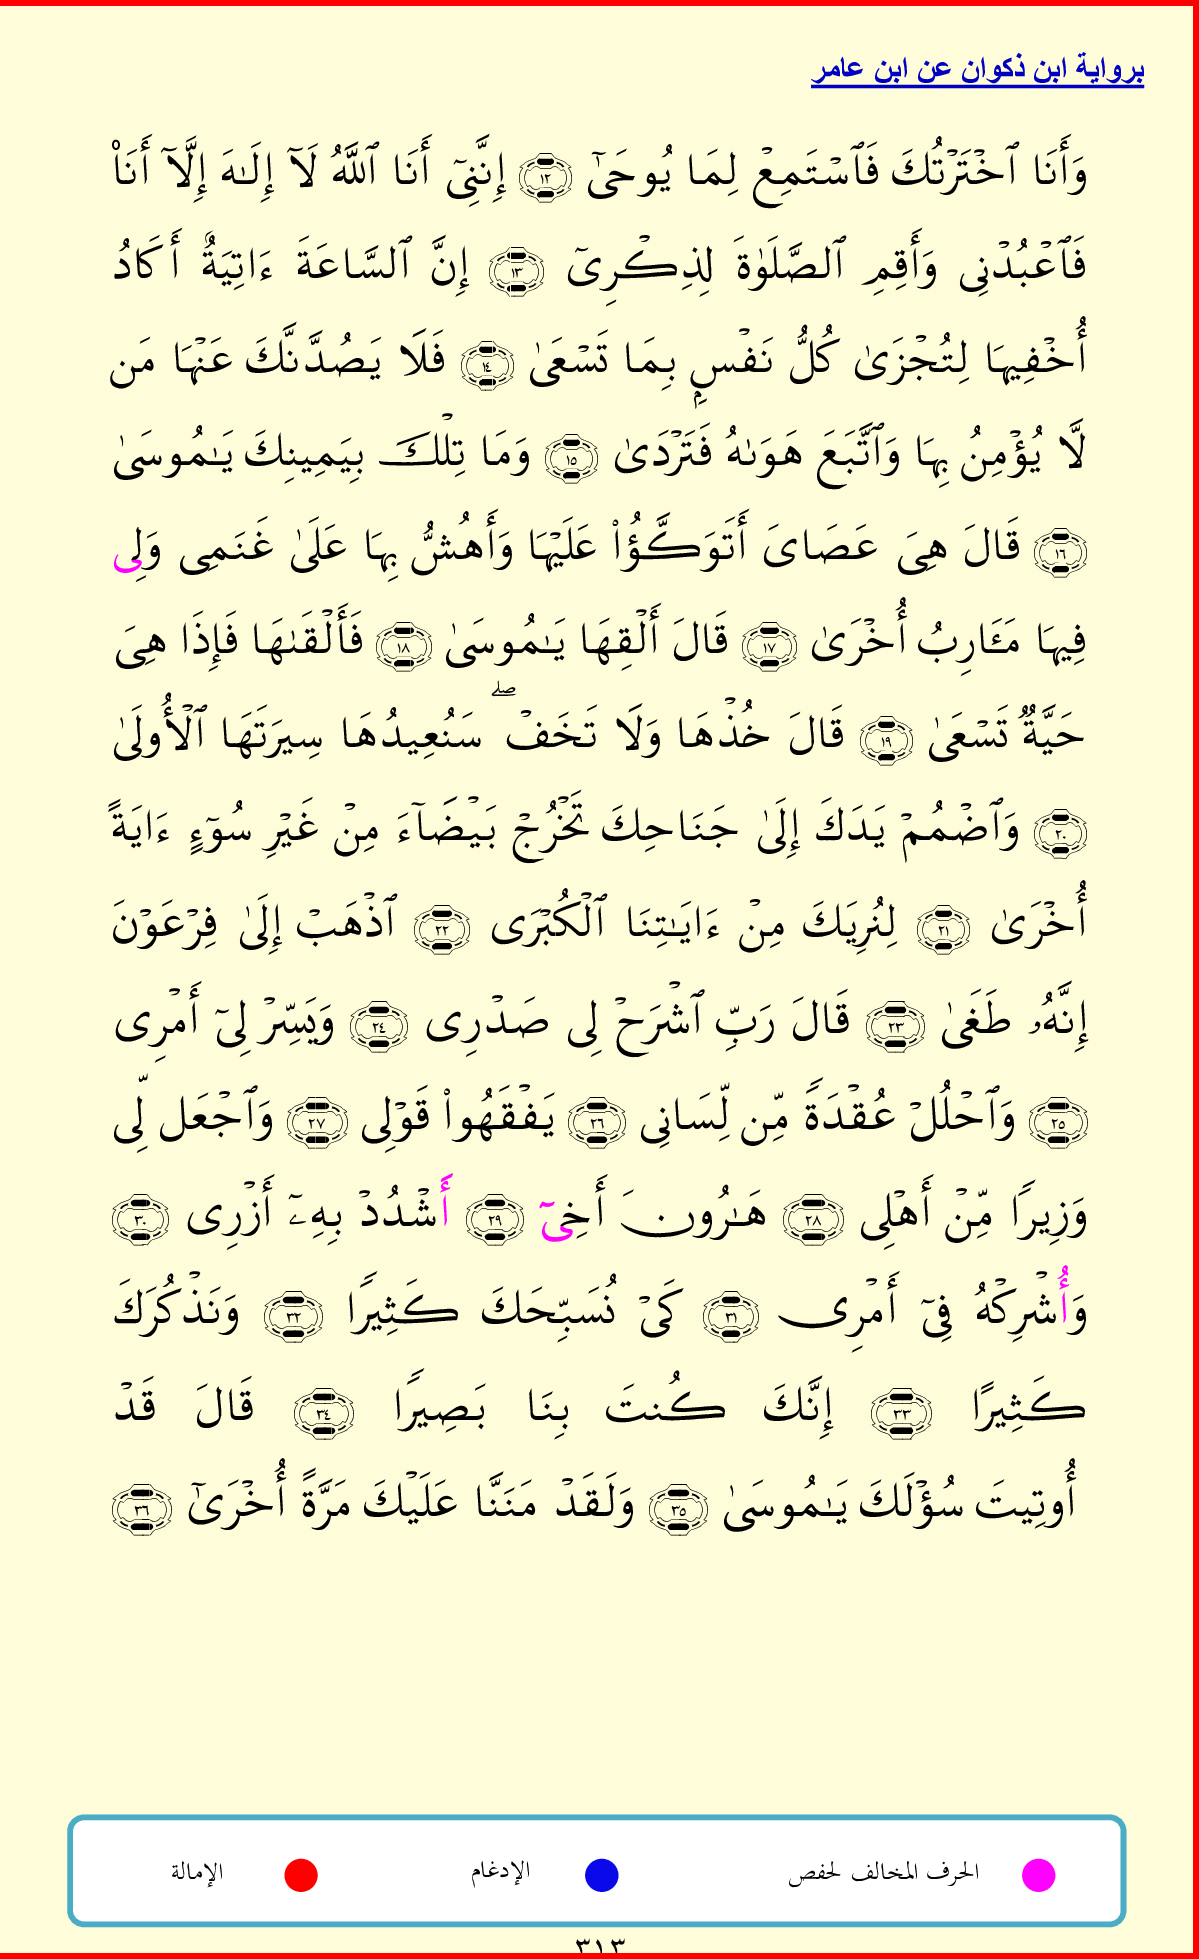 برواية ابن ذكوان عن ابن عامر
وَأَنَا ٱخۡتَرۡتُكَ فَٱسۡتَمِعۡ لِمَا يُوحَىٰٓ ١٢ إِنَّنِيٓ أَنَا ٱللَّهُ لَآ إِلَٰهَ إِلَّآ أَنَا۠
فَٱعۡبُدۡنِي وَأَقِمِ ٱلصَّلَوٰةَ لِذِكۡرِيٓ ١٣ إِنَّ ٱلسَّاعَةَ ءَاتِيَةٌ أَكَادُ
أُخۡفِيهَا لِتُجۡزَىٰ كُلُّ نَفۡسِۭ بِمَا تَسۡعَىٰ ١٤ فَلَا يَصُدَّنَّكَ عَنۡهَا مَن
لَّا يُؤۡمِنُ بِهَا وَٱتَّبَعَ هَوَىٰهُ فَتَرۡدَىٰ ١٥ وَمَا تِلۡكَ بِيَمِينِكَ يَٰمُوسَىٰ
١٦ قَالَ هِيَ عَصَايَ أَتَوَكَّؤُا۟ عَلَيۡهَا وَأَهُشُّ بِهَا عَلَىٰ غَنَمِي وَلِي
فِيهَا مَـَٔارِبُ أُخۡرَىٰ ١٧ قَالَ أَلۡقِهَا يَٰمُوسَىٰ ١٨ فَأَلۡقَىٰهَا فَإِذَا هِيَ
حَيَّةٌ تَسۡعَىٰ ١٩ قَالَ خُذۡهَا وَلَا تَخَفۡۖ سَنُعِيدُهَا سِيرَتَهَا ٱلۡأُولَىٰ
٢٠ وَٱضۡمُمۡ يَدَكَ إِلَىٰ جَنَاحِكَ تَخۡرُجۡ بَيۡضَآءَ مِنۡ غَيۡرِ سُوٓءٍ ءَايَةً
أُخۡرَىٰ ٢١ لِنُرِيَكَ مِنۡ ءَايَٰتِنَا ٱلۡكُبۡرَى ٢٢ ٱذۡهَبۡ إِلَىٰ فِرۡعَوۡنَ
إِنَّهُۥ طَغَىٰ ٢٣ قَالَ رَبِّ ٱشۡرَحۡ لِي صَدۡرِي ٢٤ وَيَسِّرۡ لِيٓ أَمۡرِي
٢٥ وَٱحۡلُلۡ عُقۡدَةً مِّن لِّسَانِي ٢٦ يَفۡقَهُوا۟ قَوۡلِي ٢٧ وَٱجۡعَل لِّي
وَزِيرًا مِّنۡ أَهۡلِي ٢٨ هَٰرُونَ أَخِيٓ ٢٩ أَشۡدُدۡ بِهِۦٓ أَزۡرِي ٣٠
وَأُشۡرِكۡهُ فِيٓ أَمۡرِي ٣١ كَيۡ نُسَبِّحَكَ كَثِيرًا ٣٢ وَنَذۡكُرَكَ
كَثِيرًا ٣٣ إِنَّكَ كُنتَ بِنَا بَصِيرًا ٣٤ قَالَ قَدۡ
أُوتِيتَ سُؤۡلَكَ يَٰمُوسَىٰ ٣٥ وَلَقَدۡ مَنَنَّا عَلَيۡكَ مَرَّةً أُخۡرَىٰٓ ٣٦
الحرف المخالف لحفص الإدغام الإمالة
٣١٣